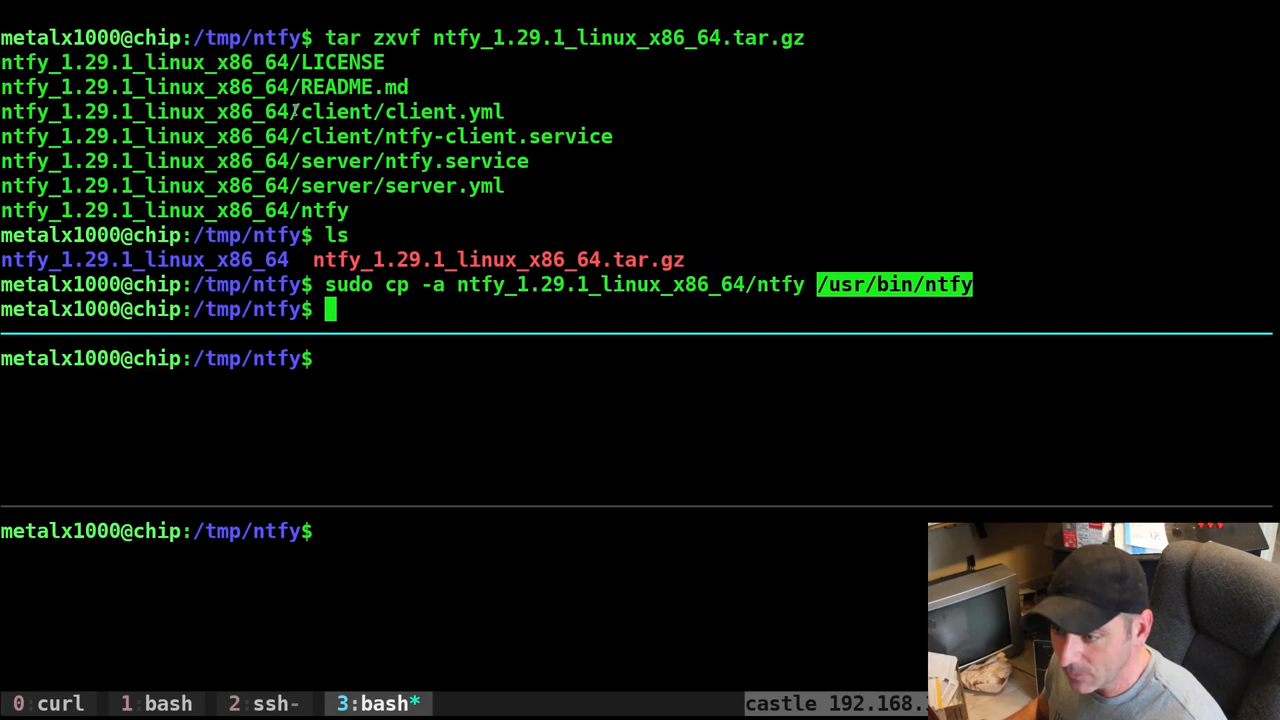 metalx1000@chip:/tmp/ntfy$ tar zxvf ntfy_1.29.1_linux_x86_64.tar.gz
ntfy_1.29.1_linux_x86_64/LICENSE
ntfy_1.29.1_linux_x86_64/README.md
ntfy_1.29.1_linux_x86_64/client/client.yml
ntfy_1.29.1_linux_x86_64/client/ntfy-client.service
ntfy_1.29.1_linux_x86_64/server/ntfy.service
ntfy_1.29.1_linux_x86_64/server/server.yml
ntfy_1.29.1_linux_x86_64/ntfy
metalx1000@chip:/tmp/ntfy$ ls
ntfy_1.29.1_linux_x86_64  ntfy_1.29.1_linux_x86_64.tar.gz
metalx1000@chip:/tmp/ntfy$ sudo cp -a ntfy_1.29.1_linux_x86_64/ntfy /usr/bin/ntfy
metalx1000@chip:/tmp/ntfy$
metalx1000@chip:/tmp/ntfy$
metalx1000@chip:/tmp/ntfy$
0:curl 1:bash 2:ssh- 3:bash* castle 192.168.